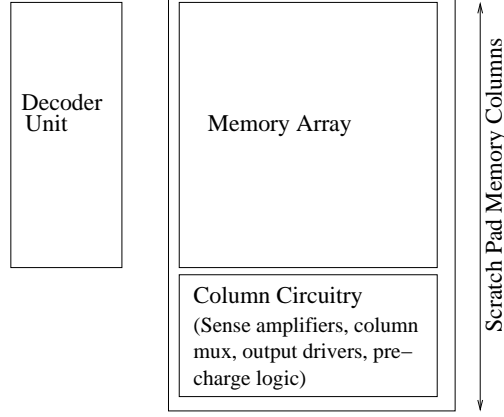 Decoder
Unit
Memory Array
Column Circuitry
(Sense amplifiers, column
mux, output drivers, pre−
charge logic)
Scratch Pad Memory Columns